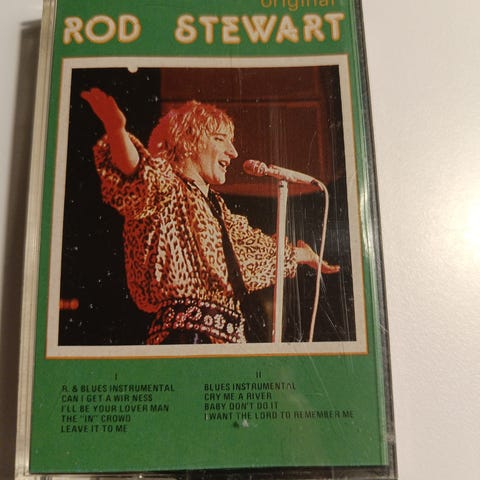 original
ROD STEWART
I
R. & BLUES INSTRUMENTAL
CAN I GET A WIR NESS
I'LL BE YOUR LOVER MAN
THE "IN" CROWD
LEAVE IT TO ME
II
BLUES INSTRUMENTAL
CRY ME A RIVER
BABY DON'T DO IT
I WANT THE LORD TO REMEMBER ME